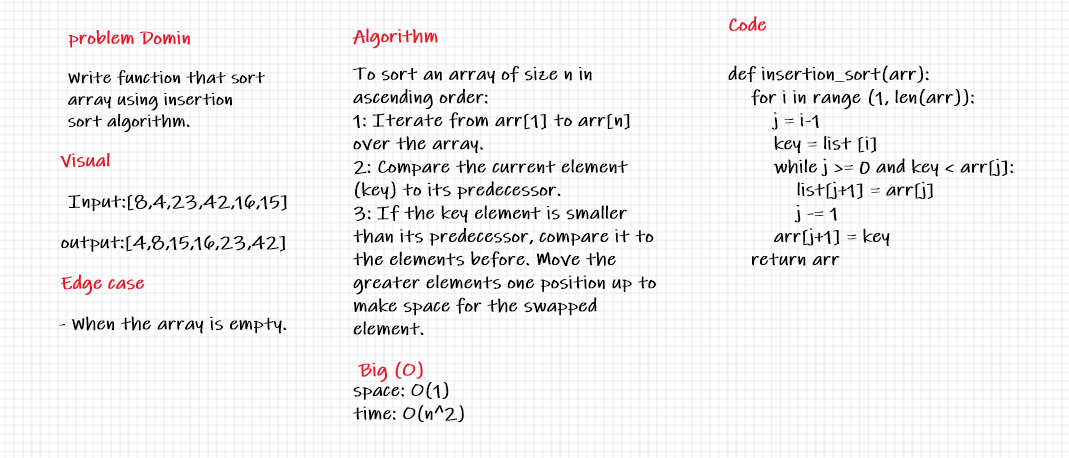 problem Domin
Write function that sort
array using insertion
sort algorithm.
Visual
Input:[8,4,23,42,16,15]
output:[4,8,15,16,23,42]
Edge case
- When the array is empty.
Algorithm
To sort an array of size n in
ascending order:
1: Iterate from arr[1] to arr[n]
over the array.
2: Compare the current element
(key) to its predecessor.
3: If the key element is smaller
than its predecessor, compare it to
the elements before. Move the
greater elements one position up to
make space for the swapped
element.
Big (O)
space: O(1)
time: O(n^2)
Code
def insertion_sort(arr):
for i in range (1, len(arr)):
j = i-1
key = list [i]
while j >= 0 and key < arr[j]:
list[j+1] = arr[j]
j -= 1
arr[j+1] = key
return arr